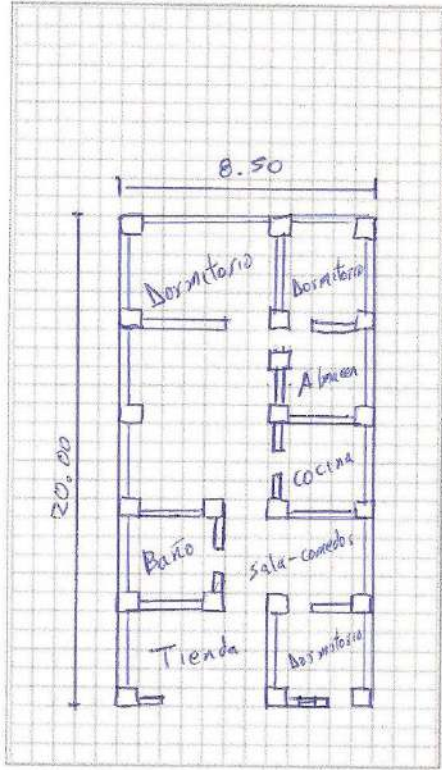 8.50
Dormitorio
Dormitorio
Almacen
20.00
Cocina
Baño
Sala-comedor
Tienda
Dormitorio